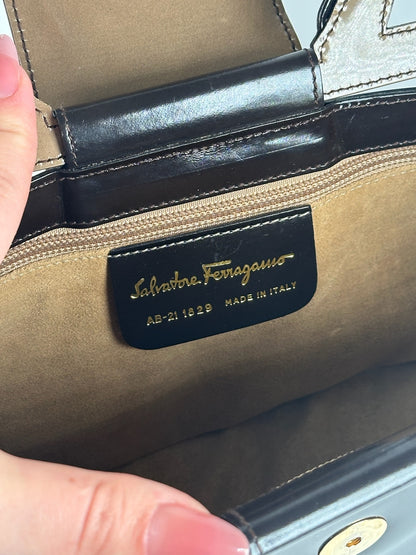 Salvatore Ferragamo
AB-21 1829 MADE IN ITALY